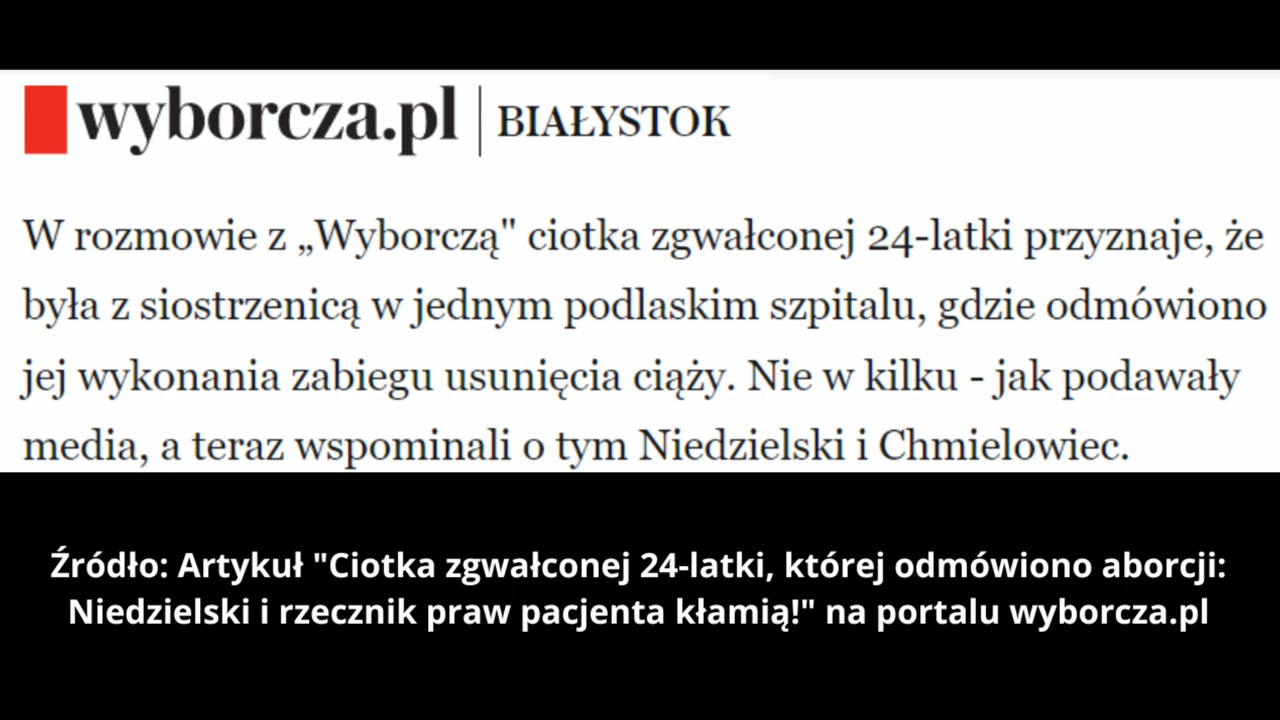 wyborcza.pl | BIAŁYSTOK
W rozmowie z „Wyborczą" ciotka zgwałconej 24-latki przyznaje, że
była z siostrzenicą w jednym podlaskim szpitalu, gdzie odmówiono
jej wykonania zabiegu usunięcia ciąży. Nie w kilku - jak podawały
media, a teraz wspominali o tym Niedzielski i Chmielowiec.
Źródło: Artykuł "Ciotka zgwałconej 24-latki, której odmówiono aborcji:
Niedzielski i rzecznik praw pacjenta kłamią!" na portalu wyborcza.pl